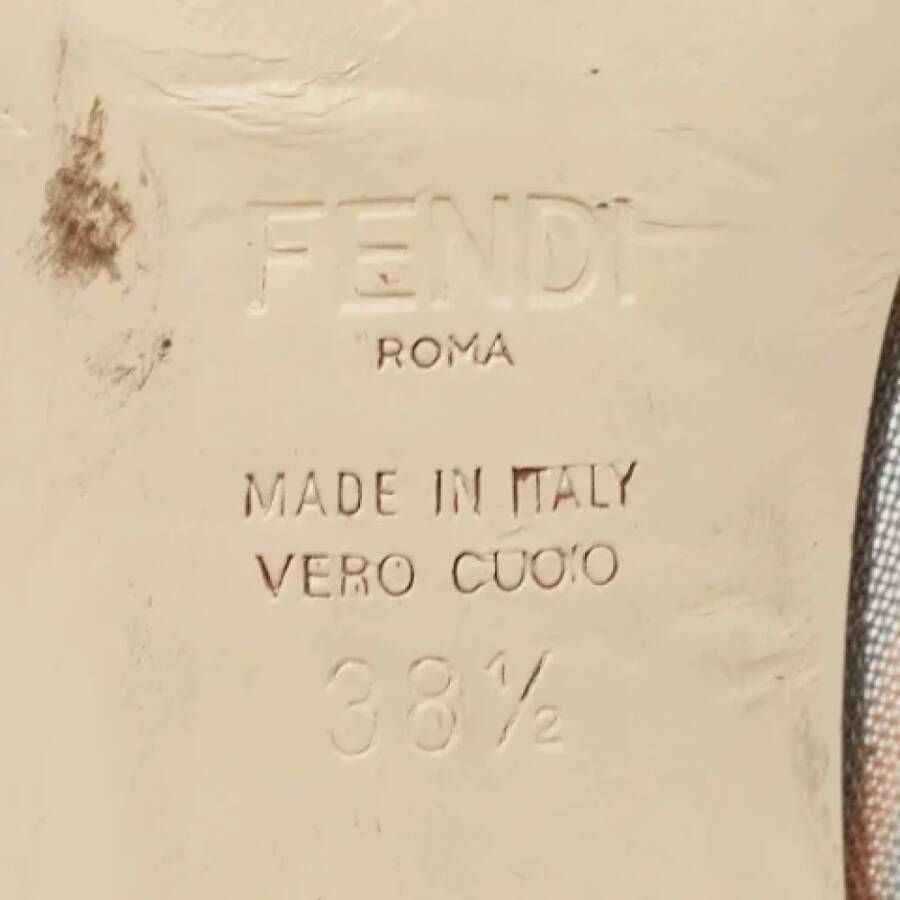 FENDI
ROMA
MADE IN ITALY
VERO CUOIO
38½